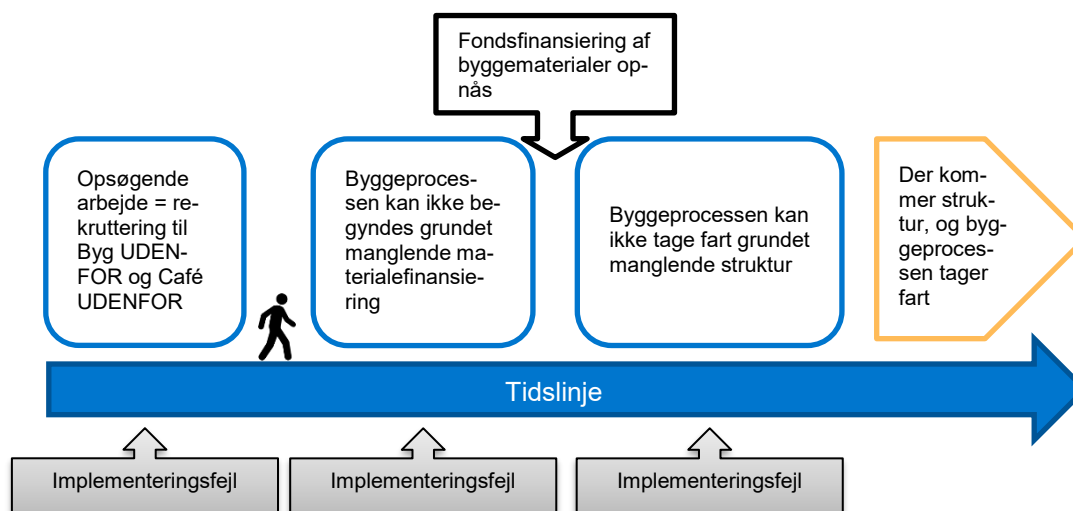 Fondsfinansiering af
byggematerialer op-
nås
Opsøgende
arbejde = re-
kruttering til
Byg UDEN-
FOR og Café
UDENFOR
Byggeproces-
sen kan ikke be-
gyndes grundet
manglende ma-
terialefinansie-
ring
Byggeprocessen kan
ikke tage fart grundet
manglende struktur
Der kom-
mer struk-
tur, og byg-
geproces-
sen tager
fart
Tidslinje
Implementeringsfejl
Implementeringsfejl
Implementeringsfejl